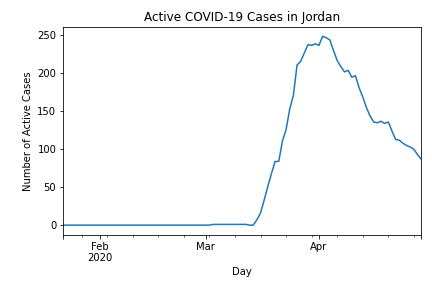 Active COVID-19 Cases in Jordan
250
200
150
100
50
0
Number of Active Cases
Feb
2020
Mar
Apr
Day